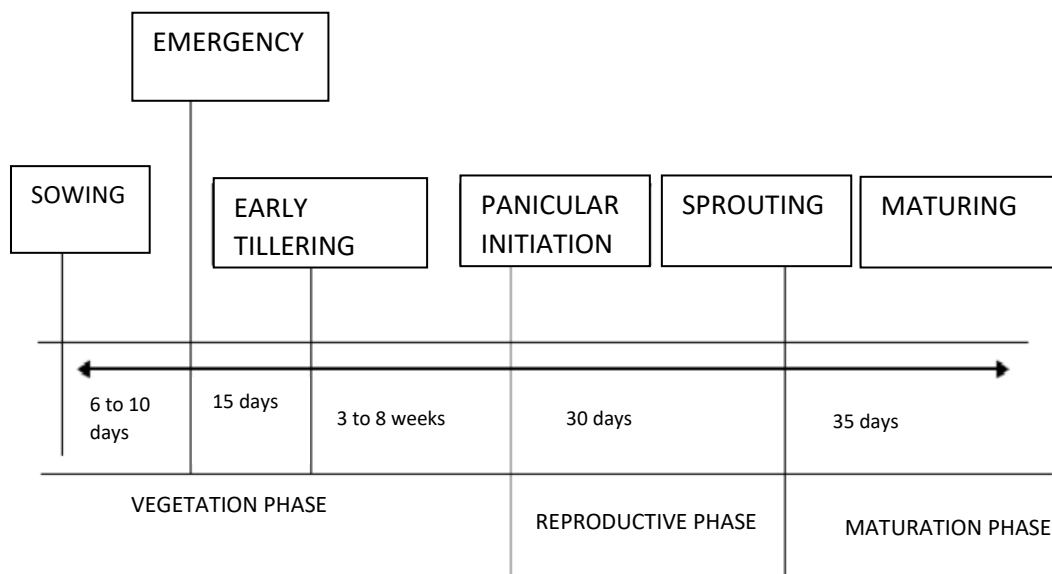 EMERGENCY
SOWING
EARLY
TILLERING
PANICULAR
INITIATION
SPROUTING
MATURING
6 to 10
days
15 days
3 to 8 weeks
30 days
35 days
VEGETATION PHASE
REPRODUCTIVE PHASE
MATURATION PHASE